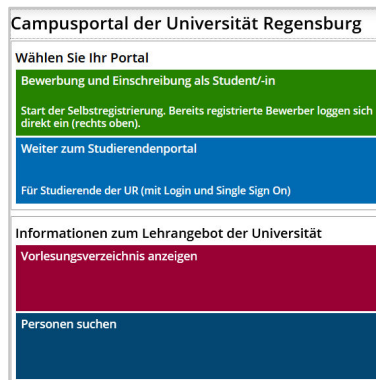 Campusportal der Universität Regensburg
Wählen Sie Ihr Portal
Bewerbung und Einschreibung als Student/-in
Start der Selbstregistrierung. Bereits registrierte Bewerber loggen sich
direkt ein (rechts oben).
Weiter zum Studierendenportal
Für Studierende der UR (mit Login und Single Sign On)
Informationen zum Lehrangebot der Universität
Vorlesungsverzeichnis anzeigen
Personen suchen